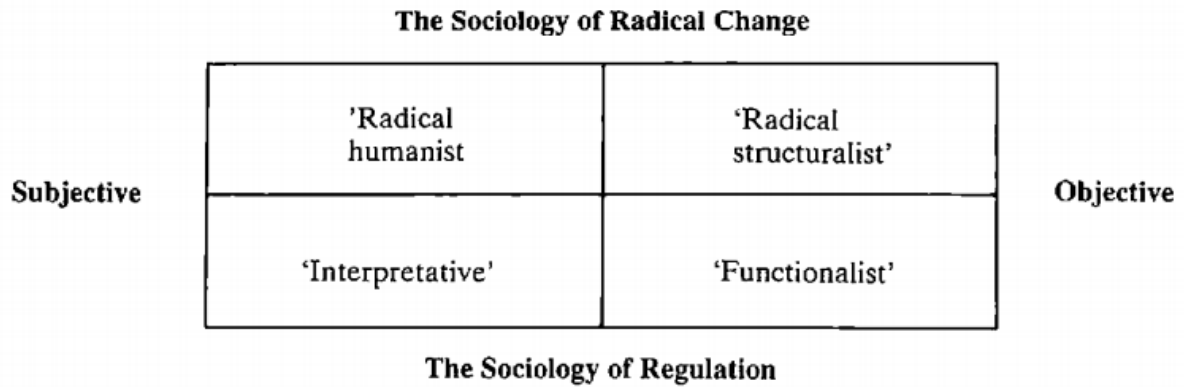 The Sociology of Radical Change
'Radical
humanist
‘Radical
structuralist’
Subjective
Objective
‘Interpretative’
‘Functionalist’
The Sociology of Regulation